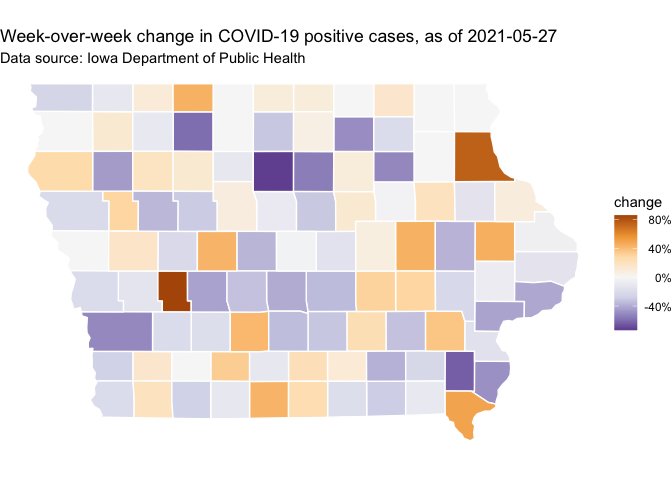 Week-over-week change in COVID-19 positive cases, as of 2021-05-27
Data source: Iowa Department of Public Health
change
80%
40%
0%
-40%